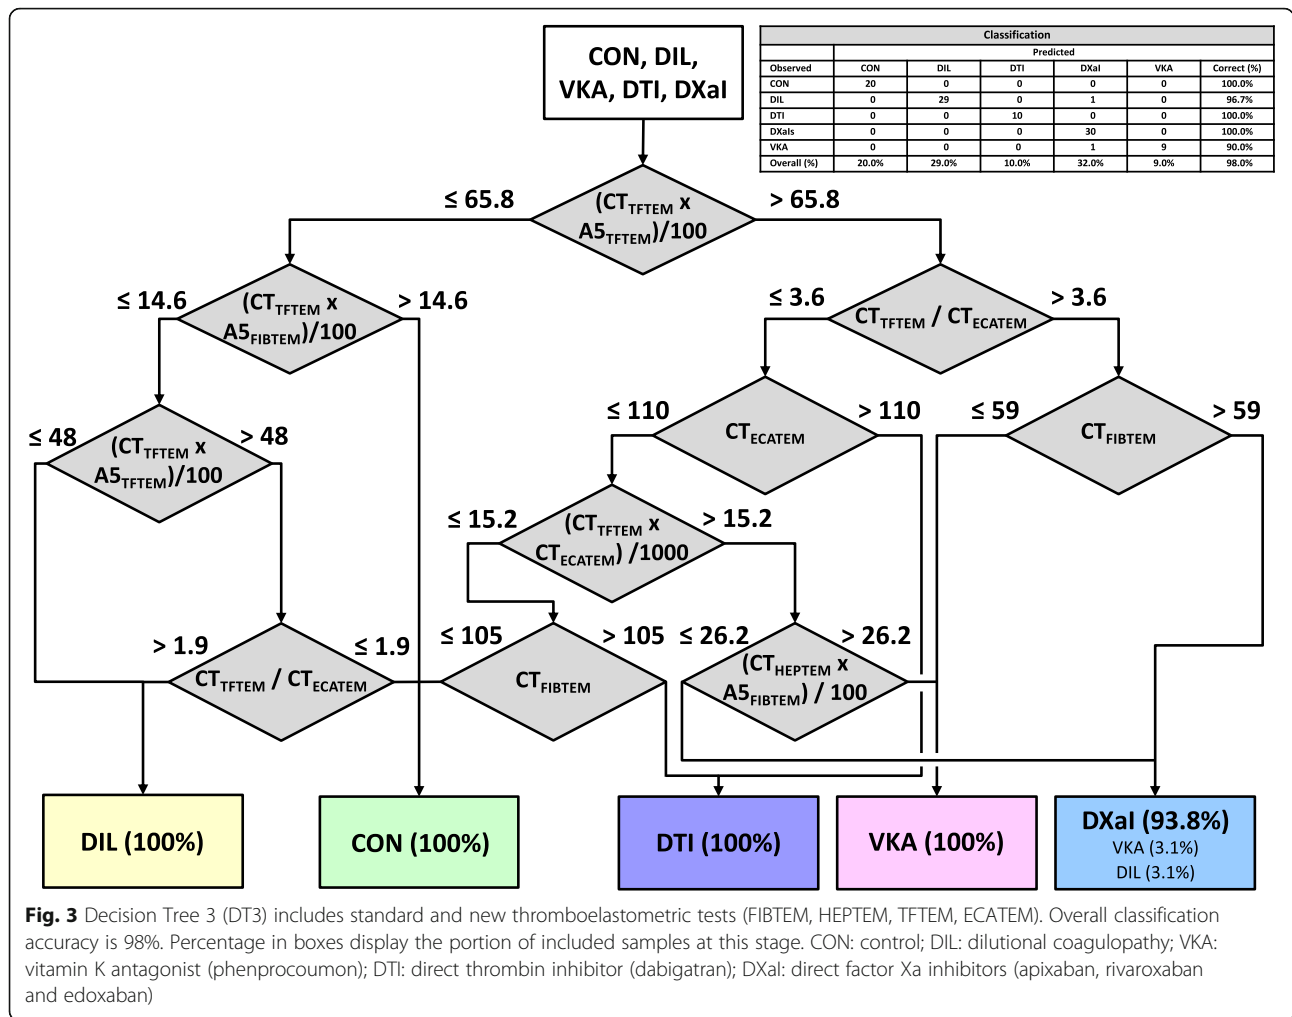 CON, DIL,
VKA, DTI, DXaI
Classification
Predicted
Observed CON DIL DTI DXaI VKA Correct (%)
CON 20 0 0 0 0 100.0%
DIL 0 29 0 1 0 96.7%
DTI 0 0 10 0 0 100.0%
DXaIs 0 0 0 30 0 100.0%
VKA 0 0 0 1 9 90.0%
Overall (%) 20.0% 29.0% 10.0% 32.0% 9.0% 98.0%
≤ 65.8 > 65.8
(CTTFTEM x
A5TFTEM)/100
≤ 14.6 > 14.6
(CTTFTEM x
A5FIBTEM)/100
≤ 3.6 > 3.6
CTTFTEM / CTECATEM
≤ 48 > 48
(CTTFTEM x
A5TFTEM)/100
≤ 110 > 110
CTECATEM
≤ 59 > 59
CTFIBTEM
≤ 15.2 > 15.2
(CTTFTEM x
CTECATEM) /1000
> 1.9 ≤ 1.9
CTTFTEM / CTECATEM
≤ 105 > 105
CTFIBTEM
≤ 26.2 > 26.2
(CTHEPTEM x
A5FIBTEM) / 100
DIL (100%)
CON (100%)
DTI (100%)
VKA (100%)
DXaI (93.8%)
VKA (3.1%)
DIL (3.1%)
Fig. 3 Decision Tree 3 (DT3) includes standard and new thromboelastometric tests (FIBTEM, HEPTEM, TFTEM, ECATEM). Overall classification
accuracy is 98%. Percentage in boxes display the portion of included samples at this stage. CON: control; DIL: dilutional coagulopathy; VKA:
vitamin K antagonist (phenprocoumon); DTI: direct thrombin inhibitor (dabigatran); DXaI: direct factor Xa inhibitors (apixaban, rivaroxaban
and edoxaban)